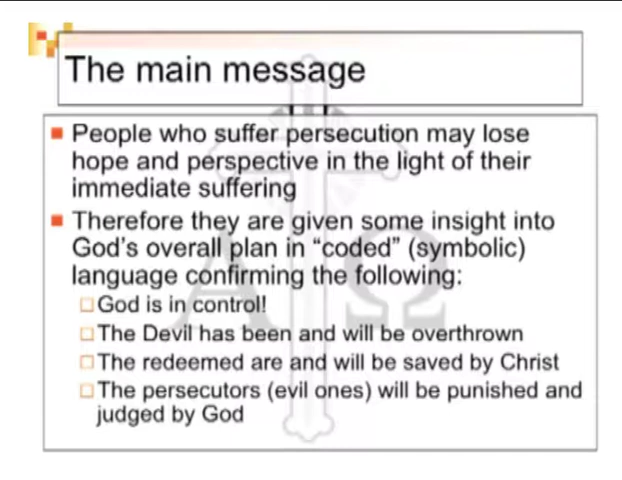 The main message
People who suffer persecution may lose
hope and perspective in the light of their
immediate suffering
Therefore they are given some insight into
God's overall plan in “coded” (symbolic)
language confirming the following:
God is in control!
The Devil has been and will be overthrown
The redeemed are and will be saved by Christ
The persecutors (evil ones) will be punished and
judged by God
Α Ω